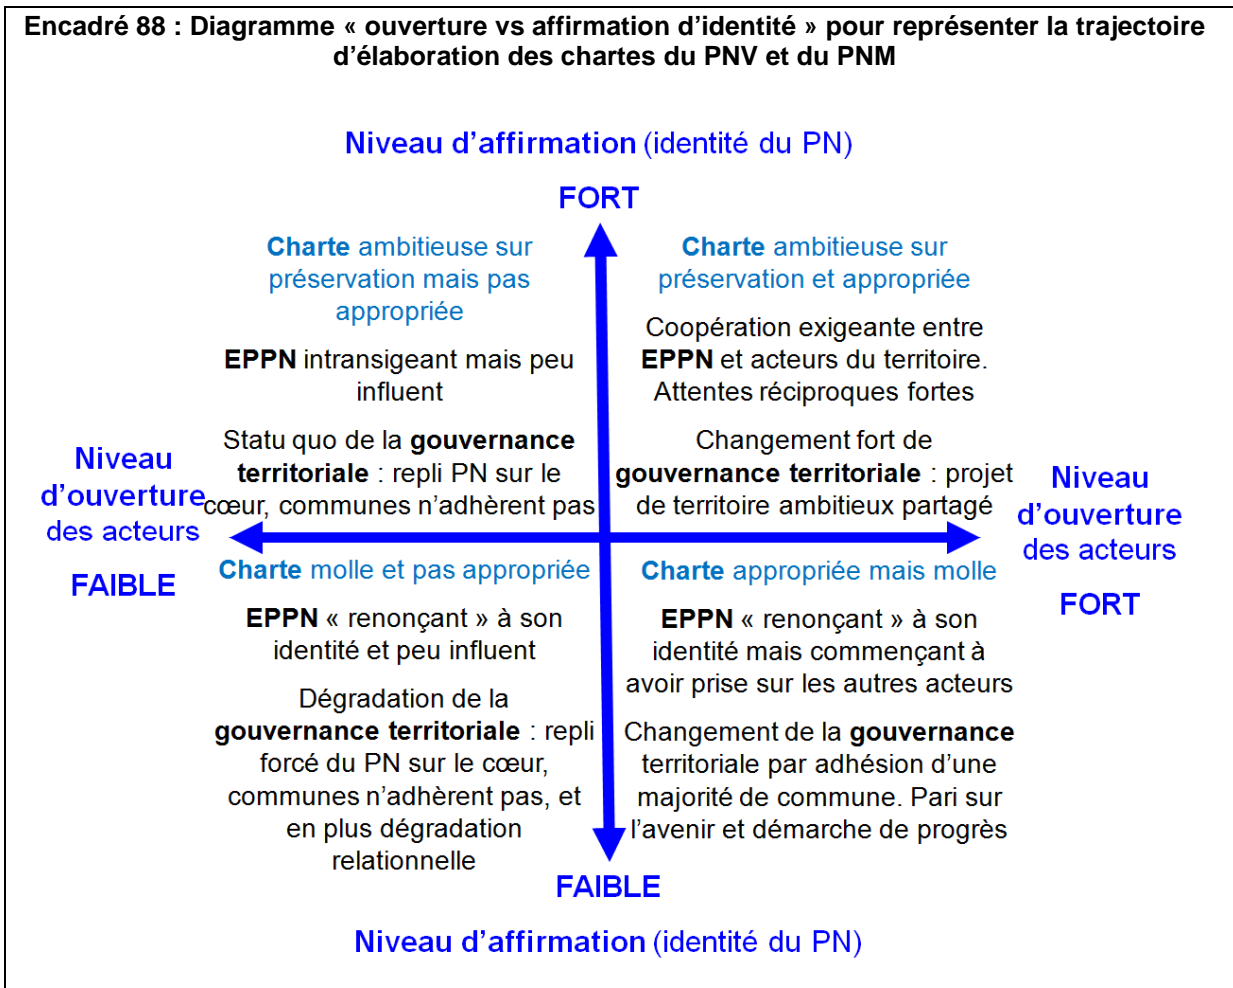 Encadré 88 : Diagramme « ouverture vs affirmation d'identité » pour représenter la trajectoire
d'élaboration des chartes du PNV et du PNM
Niveau d'affirmation (identité du PN)
FORT
Charte ambitieuse sur
préservation mais pas
appropriée
EPPN intransigeant mais peu
influent
Statu quo de la gouvernance
territoriale : repli PN sur le
cœur, communes n'adhèrent pas
Charte ambitieuse sur
préservation et appropriée
Coopération exigeante entre
EPPN et acteurs du territoire.
Attentes réciproques fortes
Changement fort de
gouvernance territoriale : projet
de territoire ambitieux partagé
Niveau
d'ouverture
des acteurs
FAIBLE
Niveau
d'ouverture
des acteurs
FORT
Charte molle et pas appropriée
EPPN « renonçant » à son
identité et peu influent
Dégradation de la
gouvernance territoriale : repli
forcé du PN sur le cœur,
communes n'adhèrent pas, et
en plus dégradation
relationnelle
Charte appropriée mais molle
EPPN « renonçant » à son
identité mais commençant à
avoir prise sur les autres acteurs
Changement de la gouvernance
territoriale par adhésion d'une
majorité de commune. Pari sur
l'avenir et démarche de progrès
FAIBLE
Niveau d'affirmation (identité du PN)